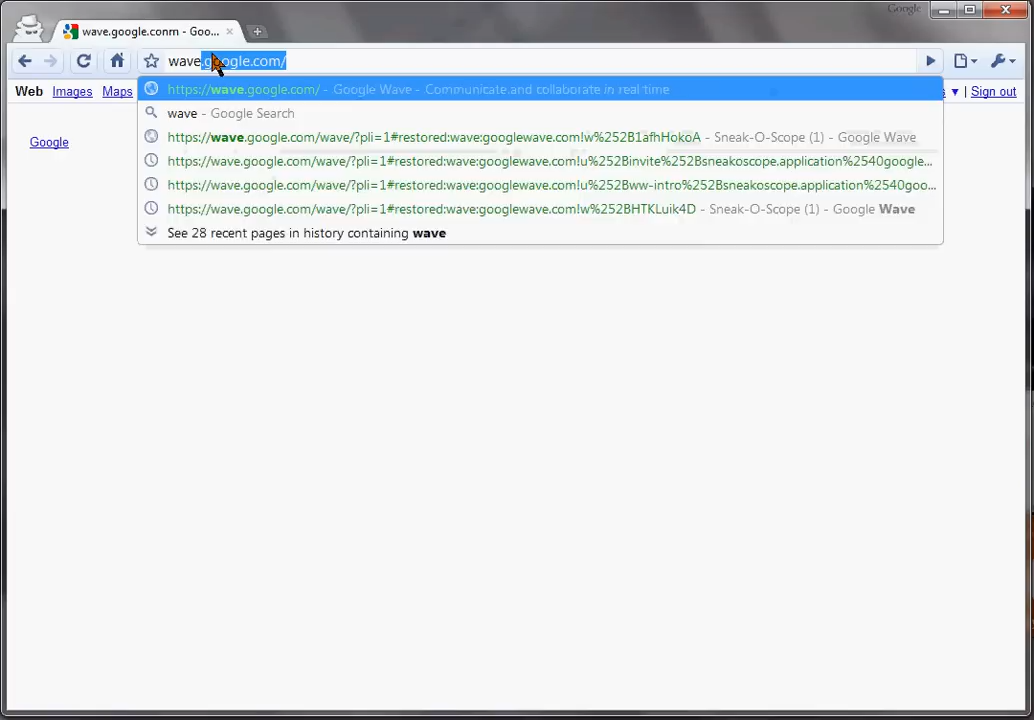 Google
wave.google.conm - Goo...
wave.google.com/
https://wave.google.com/ - Google Wave - Communicate and collaborate in real time
Web Images Maps ▼ | Sign out
wave - Google Search
https://wave.google.com/wave/?pli=1#restored:wave:googlewave.com!w%252B1afhHokoA - Sneak-O-Scope (1) - Google Wave
Google
https://wave.google.com/wave/?pli=1#restored:wave:googlewave.com!u%252Binvite%252Bsneakoscope.application%2540google...
https://wave.google.com/wave/?pli=1#restored:wave:googlewave.com!u%252Bww-intro%252Bsneakoscope.application%2540goo...
https://wave.google.com/wave/?pli=1#restored:wave:googlewave.com!w%252BHTKLuik4D - Sneak-O-Scope (1) - Google Wave
See 28 recent pages in history containing wave